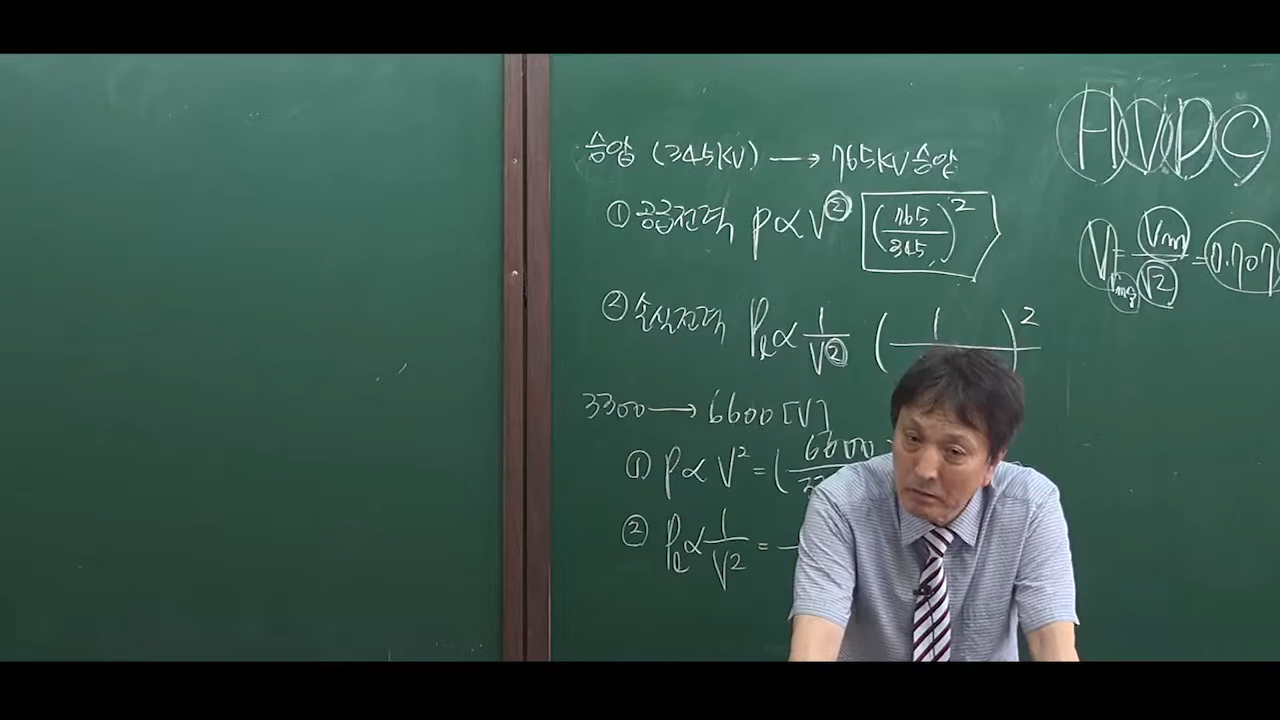 승압 (345kV) → 765kV 승압
① 공급전력 P∝V² (765/345)²
② 손실전력 Pℓ∝1/V² (1/ )²
3300 → 6600 [V]
① P∝V² = (6600/
② Pℓ∝1/V² =
HVDC
V = Vm/√2 = 0.707